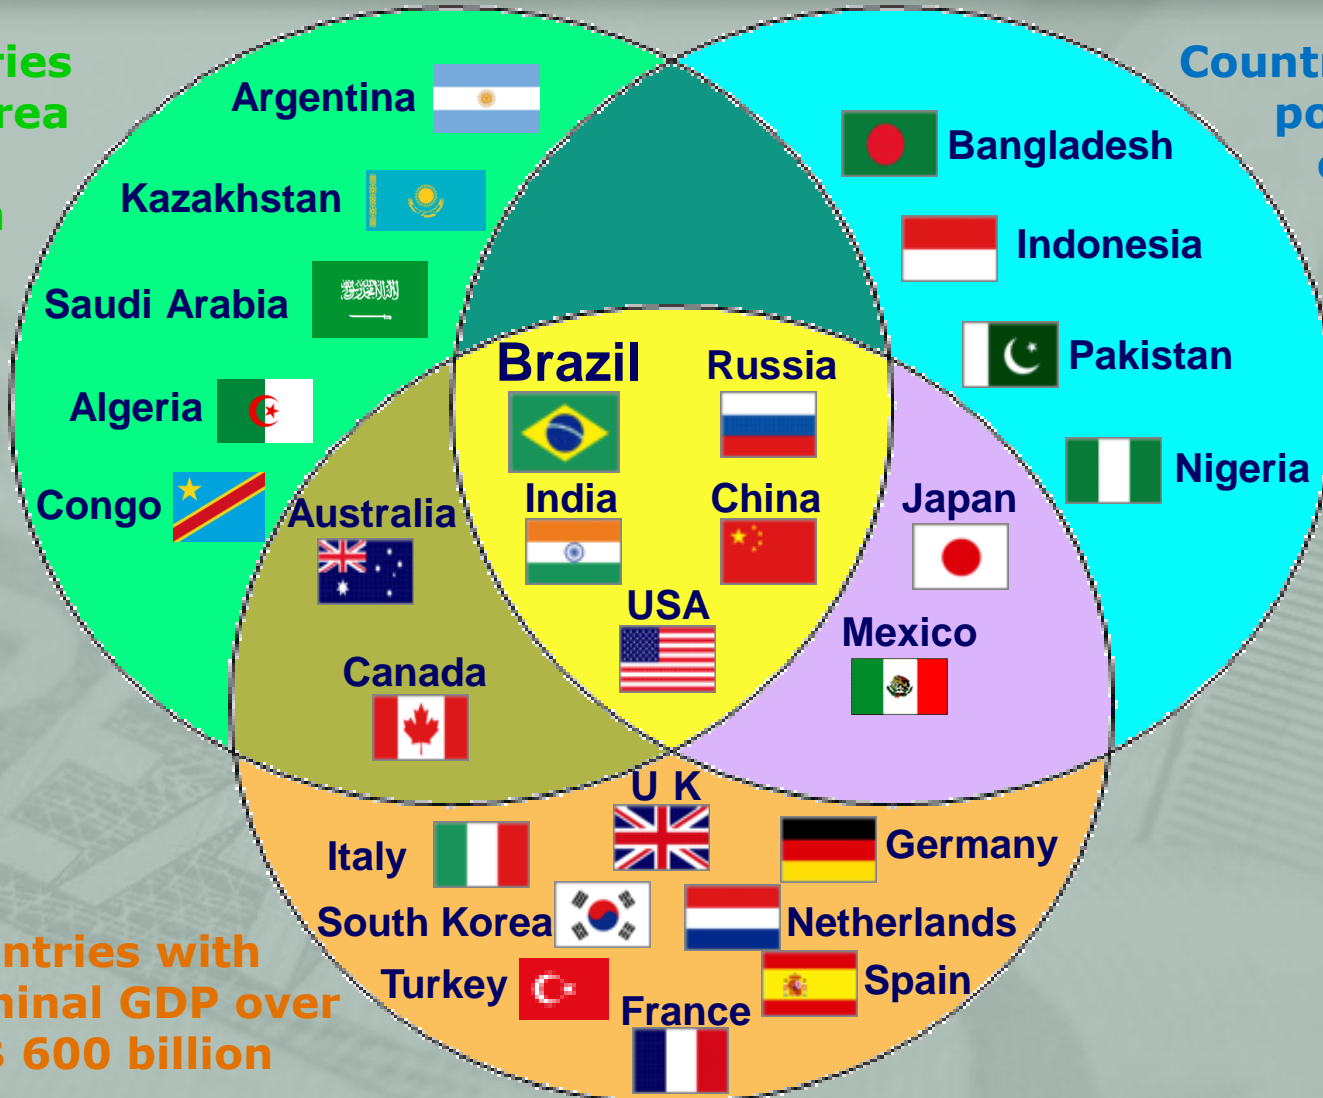 ries
rea
Countr
po
Argentina
Bangladesh
Kazakhstan
Indonesia
Saudi Arabia
Brazil
Russia
Pakistan
Algeria
Congo
Australia
India
China
Japan
Nigeria
USA
Mexico
Canada
U K
Italy
Germany
South Korea
Netherlands
Turkey
Spain
France
ntries with
minal GDP over
$ 600 billion